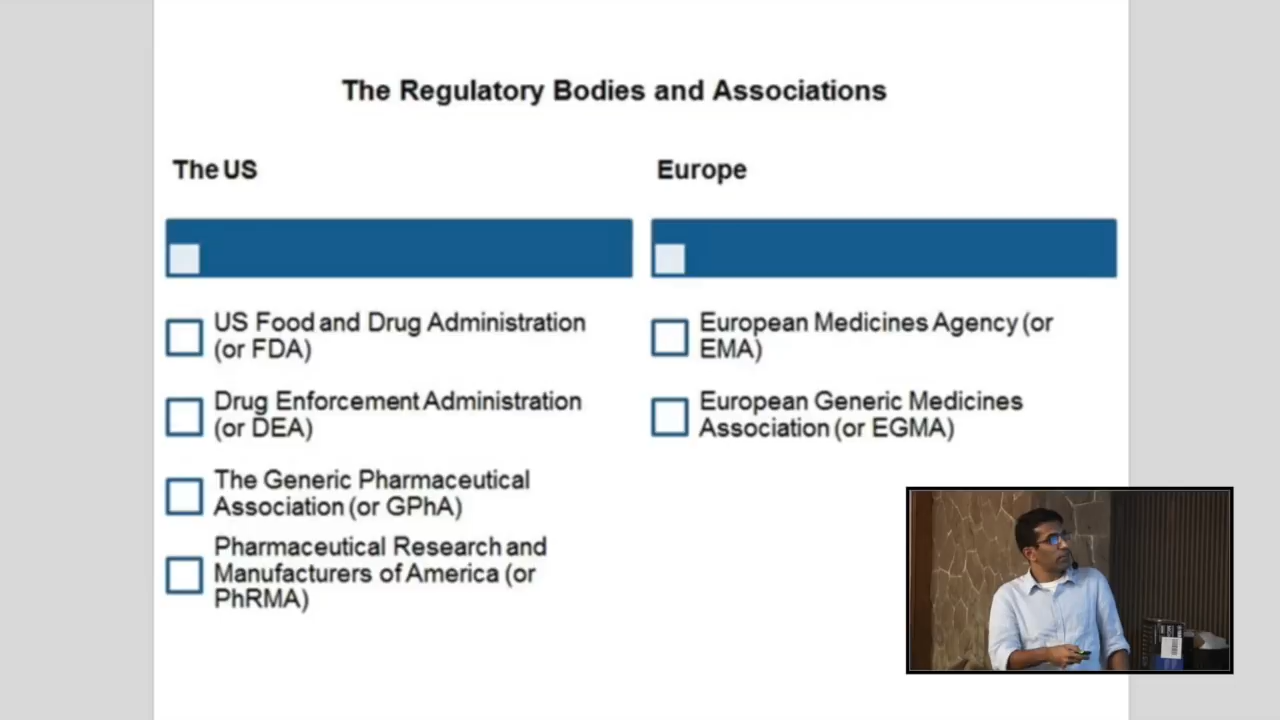 The Regulatory Bodies and Associations
The US
US Food and Drug Administration
(or FDA)
Drug Enforcement Administration
(or DEA)
The Generic Pharmaceutical
Association (or GPhA)
Pharmaceutical Research and
Manufacturers of America (or
PhRMA)
Europe
European Medicines Agency (or
EMA)
European Generic Medicines
Association (or EGMA)